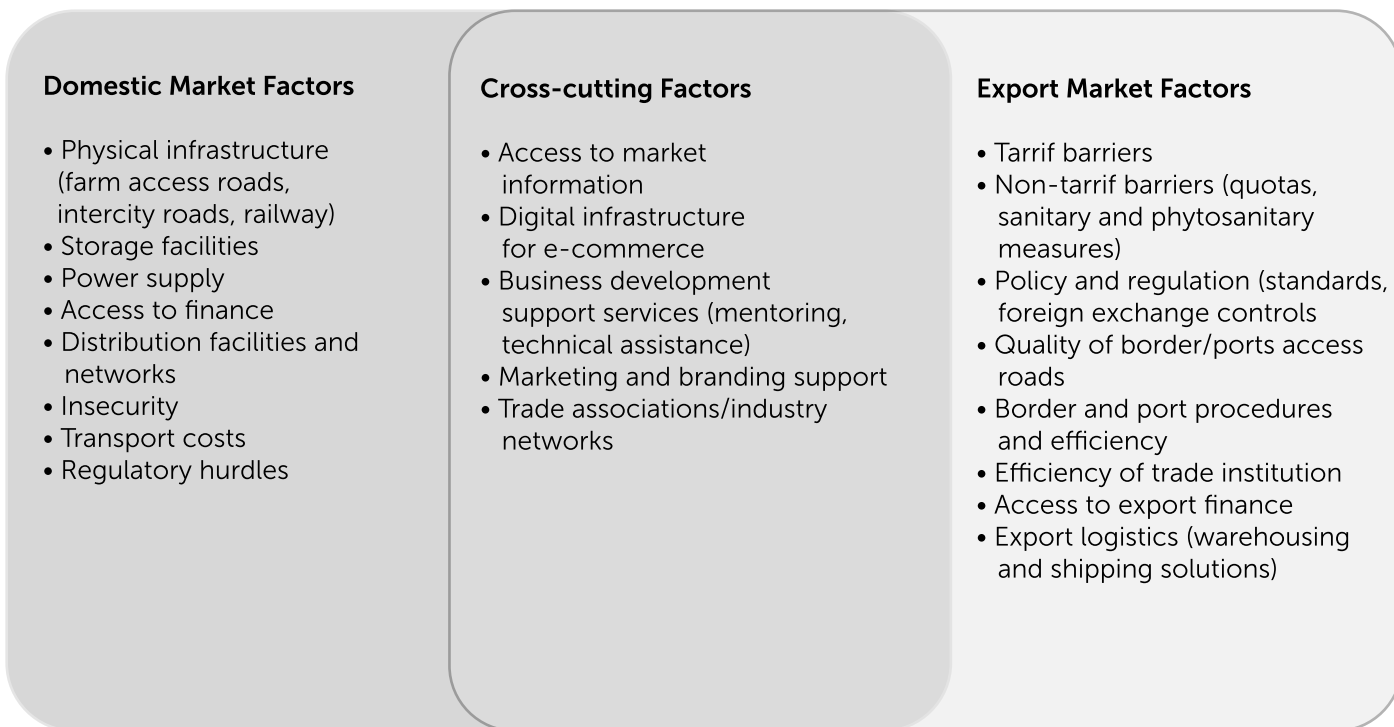 Domestic Market Factors
• Physical infrastructure
(farm access roads,
intercity roads, railway)
• Storage facilities
• Power supply
• Access to finance
• Distribution facilities and
networks
• Insecurity
• Transport costs
• Regulatory hurdles
Cross-cutting Factors
• Access to market
information
• Digital infrastructure
for e-commerce
• Business development
support services (mentoring,
technical assistance)
• Marketing and branding support
• Trade associations/industry
networks
Export Market Factors
• Tarrif barriers
• Non-tarrif barriers (quotas,
sanitary and phytosanitary
measures)
• Policy and regulation (standards,
foreign exchange controls
• Quality of border/ports access
roads
• Border and port procedures
and efficiency
• Efficiency of trade institution
• Access to export finance
• Export logistics (warehousing
and shipping solutions)